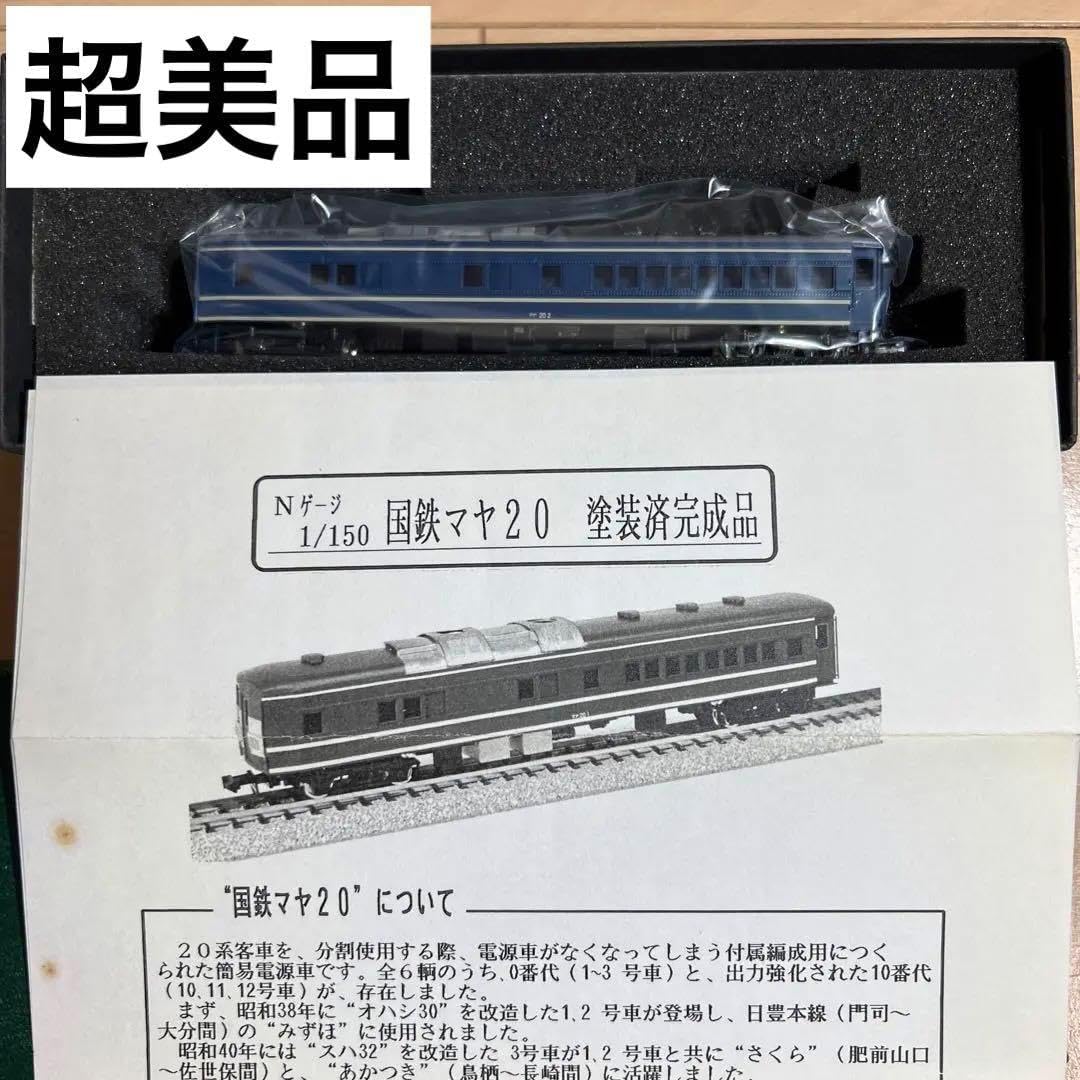 超美品
マヤ 20 2
Nゲージ
1/150 国鉄マヤ20 塗装済完成品
“国鉄マヤ20”について
20系客車を、分割使用する際、電源車がなくなってしまう付属編成用につく
られた簡易電源車です。全6輌のうち、0番代(1~3 号車)と、出力強化された10番代
(10、11、12号車)が、存在しました。
まず、昭和38年に“オハシ30”を改造した1、2 号車が登場し、日豊本線(門司～
大分間)の“みずほ”に使用されました。
昭和40年には“スハ32”を改造した 3号車が1、2 号車と共に“さくら”(肥前山口
～佐世保間)と、“あかつき”(鳥栖～長崎間)に活躍しました。